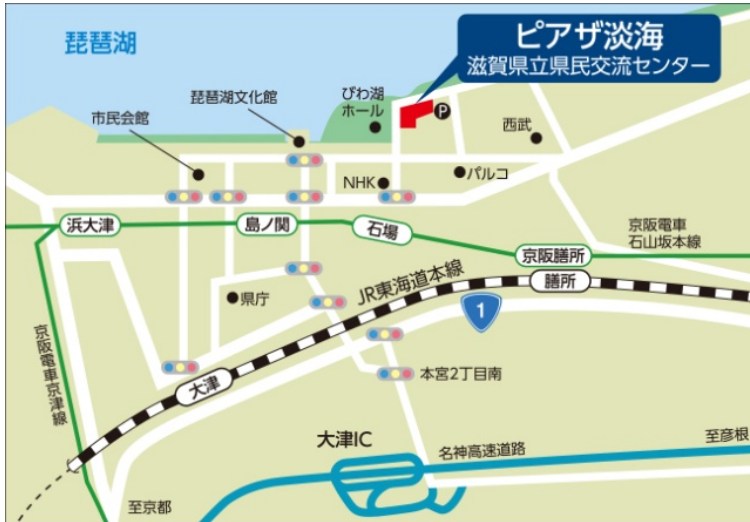 琵琶湖
ピアザ淡海
滋賀県立県民交流センター
琵琶湖文化館
びわ湖
ホール
P
市民会館
西武
NHK
パルコ
浜大津
島ノ関
石場
京阪電車
石山坂本線
京阪膳所
県庁
JR東海道本線
膳所
1
京阪電車京津線
大津
本宮2丁目南
大津IC
名神高速道路
至彦根
至京都